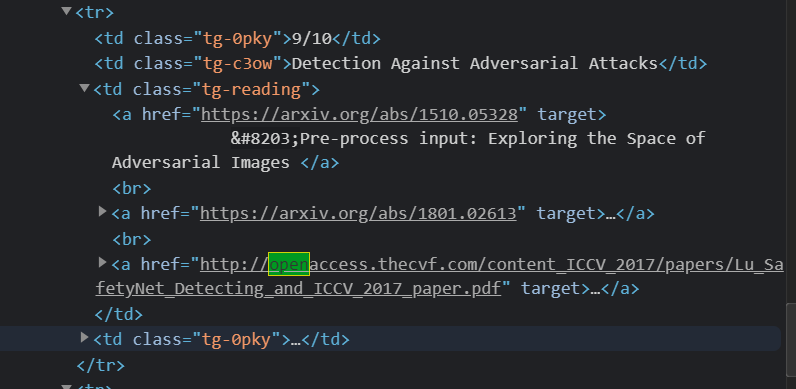 ▼<tr>
<td class="tg-0pky">9/10</td>
<td class="tg-c3ow">Detection Against Adversarial Attacks</td>
▼<td class="tg-reading">
<a href="https://arxiv.org/abs/1510.05328" target>
&#8203;Pre-process input: Exploring the Space of
Adversarial Images </a>
<br>
▶<a href="https://arxiv.org/abs/1801.02613" target>…</a>
<br>
▶<a href="http://openaccess.thecvf.com/content_ICCV_2017/papers/Lu_Sa
fetyNet_Detecting_and_ICCV_2017_paper.pdf" target>…</a>
</td>
▶<td class="tg-0pky">…</td>
</tr>
▼<tr>